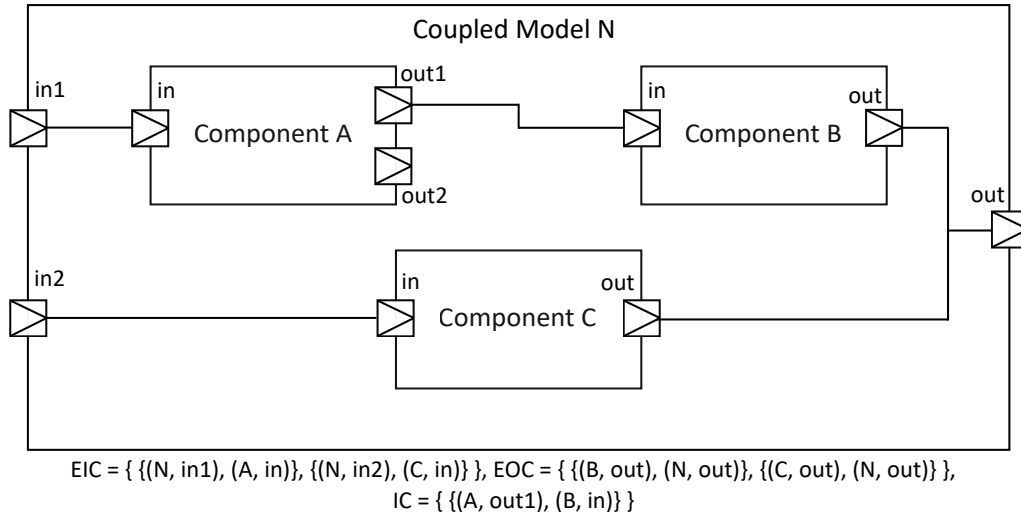 Coupled Model N
in1
in
out1
Component A
out2
in
out
Component B
out
in2
in
out
Component C
EIC = { {(N, in1), (A, in)}, {(N, in2), (C, in)} }, EOC = { {(B, out), (N, out)}, {(C, out), (N, out)} },
IC = { {(A, out1), (B, in)} }